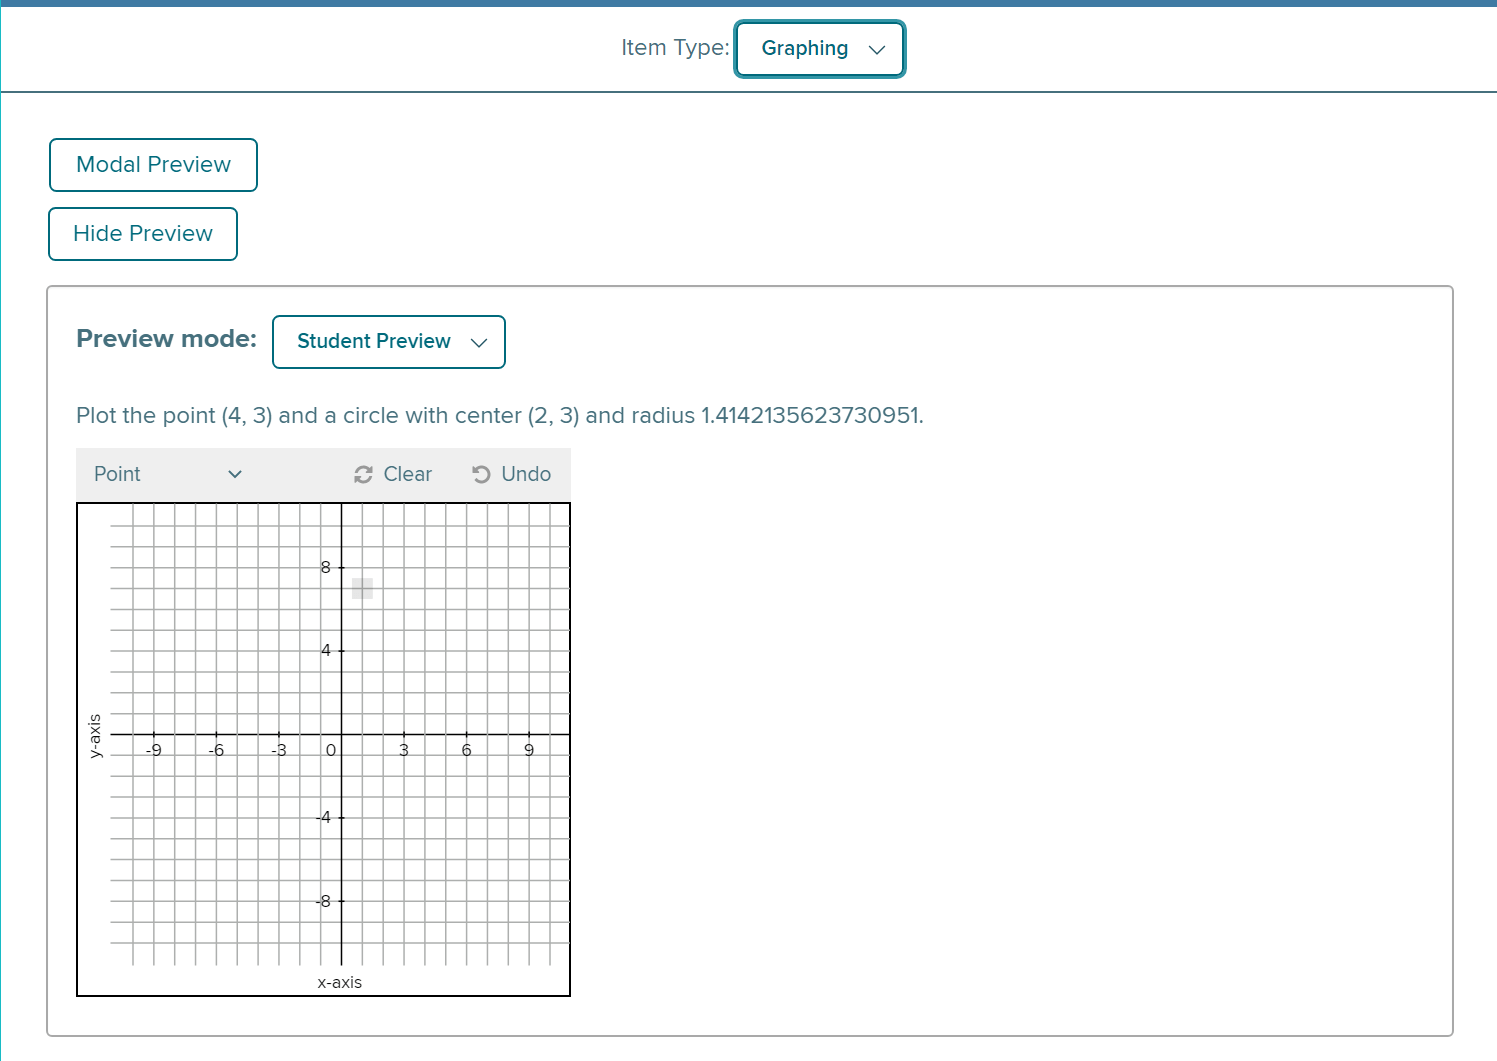 Item Type: Graphing
Modal Preview
Hide Preview
Preview mode: Student Preview
Plot the point (4, 3) and a circle with center (2, 3) and radius 1.4142135623730951.
Point Clear Undo
8
4
y-axis
-9 -6 -3 0 3 6 9
-4
-8
x-axis